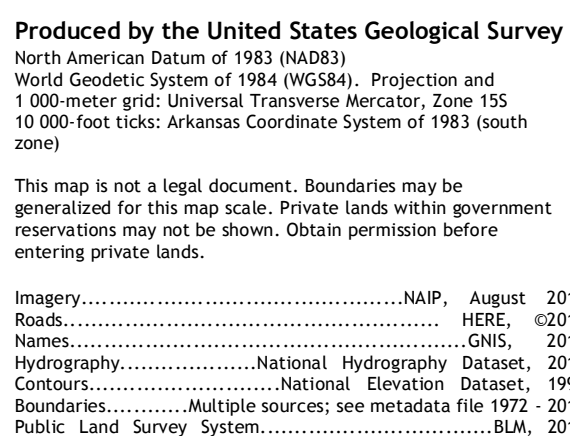 Produced by the United States Geological Survey
North American Datum of 1983 (NAD83)
World Geodetic System of 1984 (WGS84). Projection and
1 000-meter grid: Universal Transverse Mercator, Zone 15S
10 000-foot ticks: Arkansas Coordinate System of 1983 (south
zone)
This map is not a legal document. Boundaries may be
generalized for this map scale. Private lands within government
reservations may not be shown. Obtain permission before
entering private lands.
Imagery.............................................NAIP, August
Roads................................................... HERE,
Names...................................................GNIS,
Hydrography...................National Hydrography Dataset,
Contours...........................National Elevation Dataset,
Boundaries............Multiple sources; see metadata file 1972 -
Public Land Survey System.................................BLM,